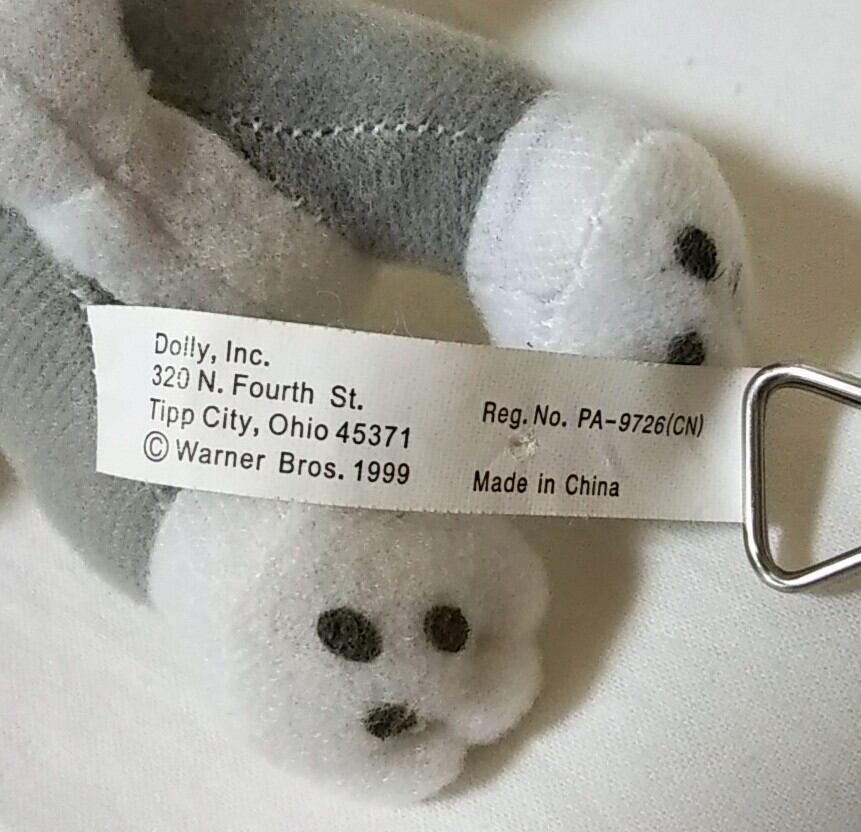 Dolly, Inc.
320 N. Fourth St.
Tipp City, Ohio 45371
© Warner Bros. 1999
Reg. No. PA-9726(CN)
Made in China